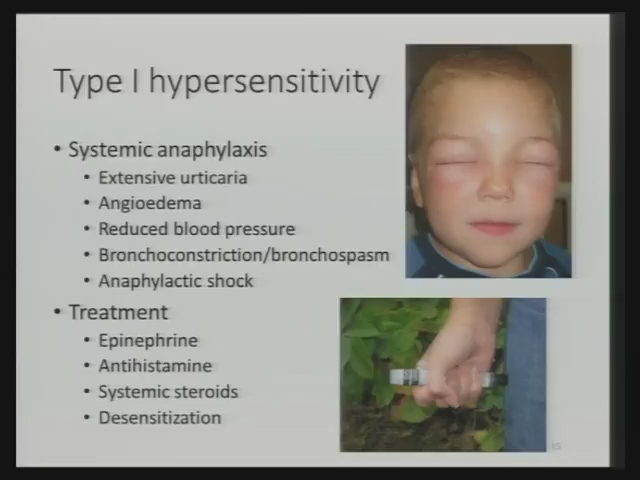 Type I hypersensitivity
• Systemic anaphylaxis
• Extensive urticaria
• Angioedema
• Reduced blood pressure
• Bronchoconstriction/bronchospasm
• Anaphylactic shock
• Treatment
• Epinephrine
• Antihistamine
• Systemic steroids
• Desensitization